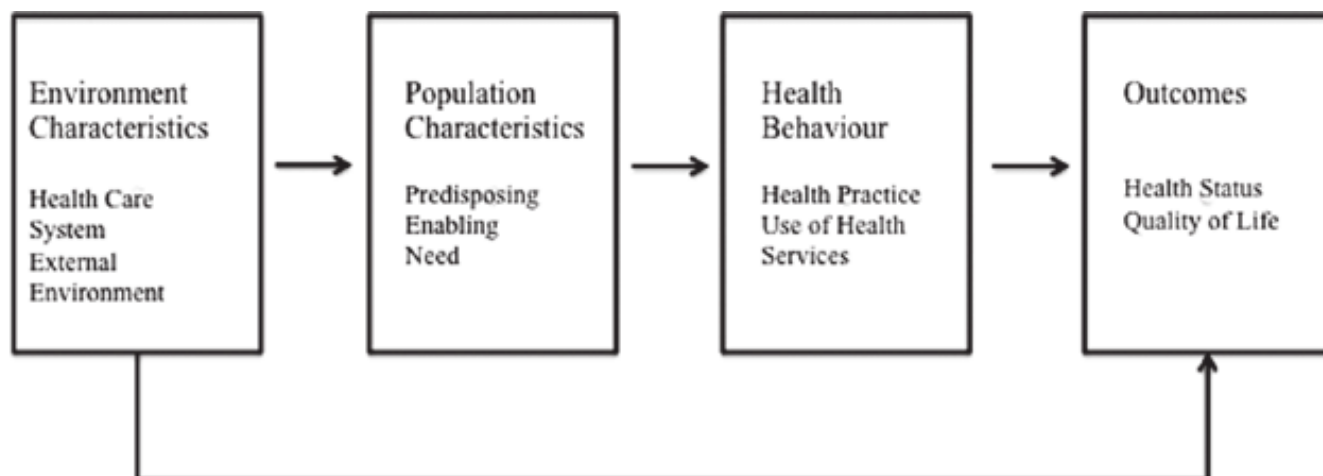 Environment
Characteristics
Health Care
System
External
Environment
Population
Characteristics
Predisposing
Enabling
Need
Health
Behaviour
Health Practice
Use of Health
Services
Outcomes
Health Status
Quality of Life